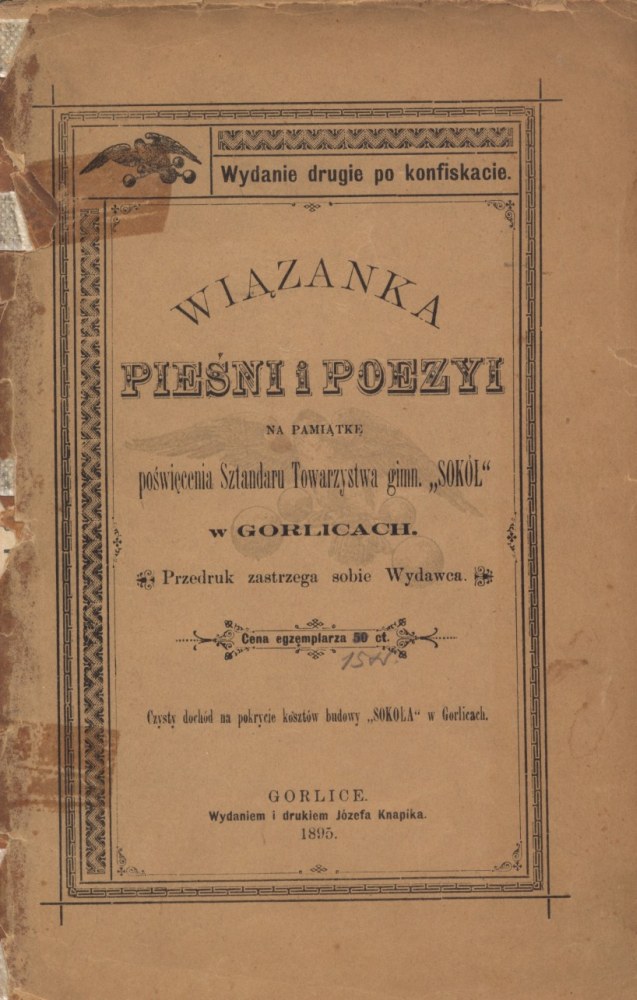 Wydanie drugie po konfiskacie.
WIĄZANKA
PIEŚNI i POEZYI
NA PAMIĄTKĘ
poświęcenia Sztandaru Towarzystwa gimn. „SOKÓŁ“
w GORLICACH.
Przedruk zastrzega sobie Wydawca.
Cena egzemplarza 50 ct.
Czysty dochód na pokrycie kosztów budowy „SOKOŁA“ w Gorlicach.
GORLICE.
Wydaniem i drukiem Józefa Knapika.
1895.